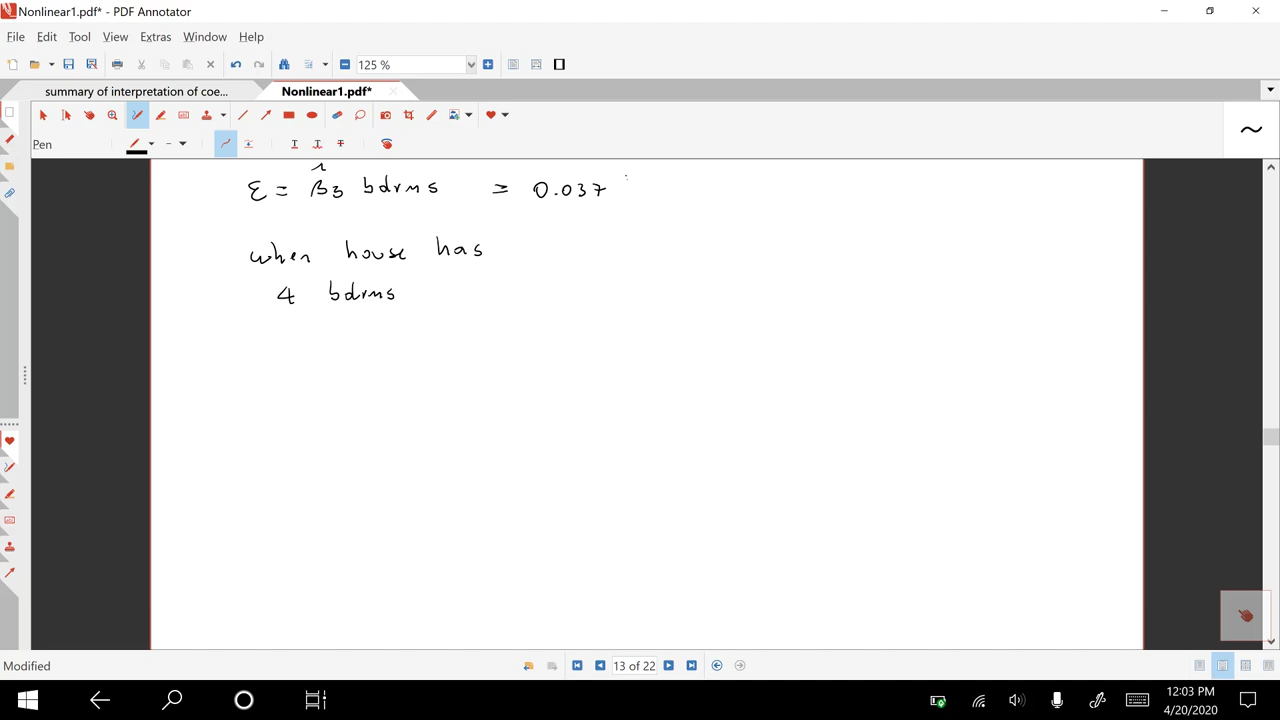 Nonlinear1.pdf* - PDF Annotator
File Edit Tool View Extras Window Help
125 %
summary of interpretation of coe... Nonlinear1.pdf*
Pen
ε = β̂3 bdrms = 0.037
when house has
4 bdrms
Modified
13 of 22
12:03 PM
4/20/2020